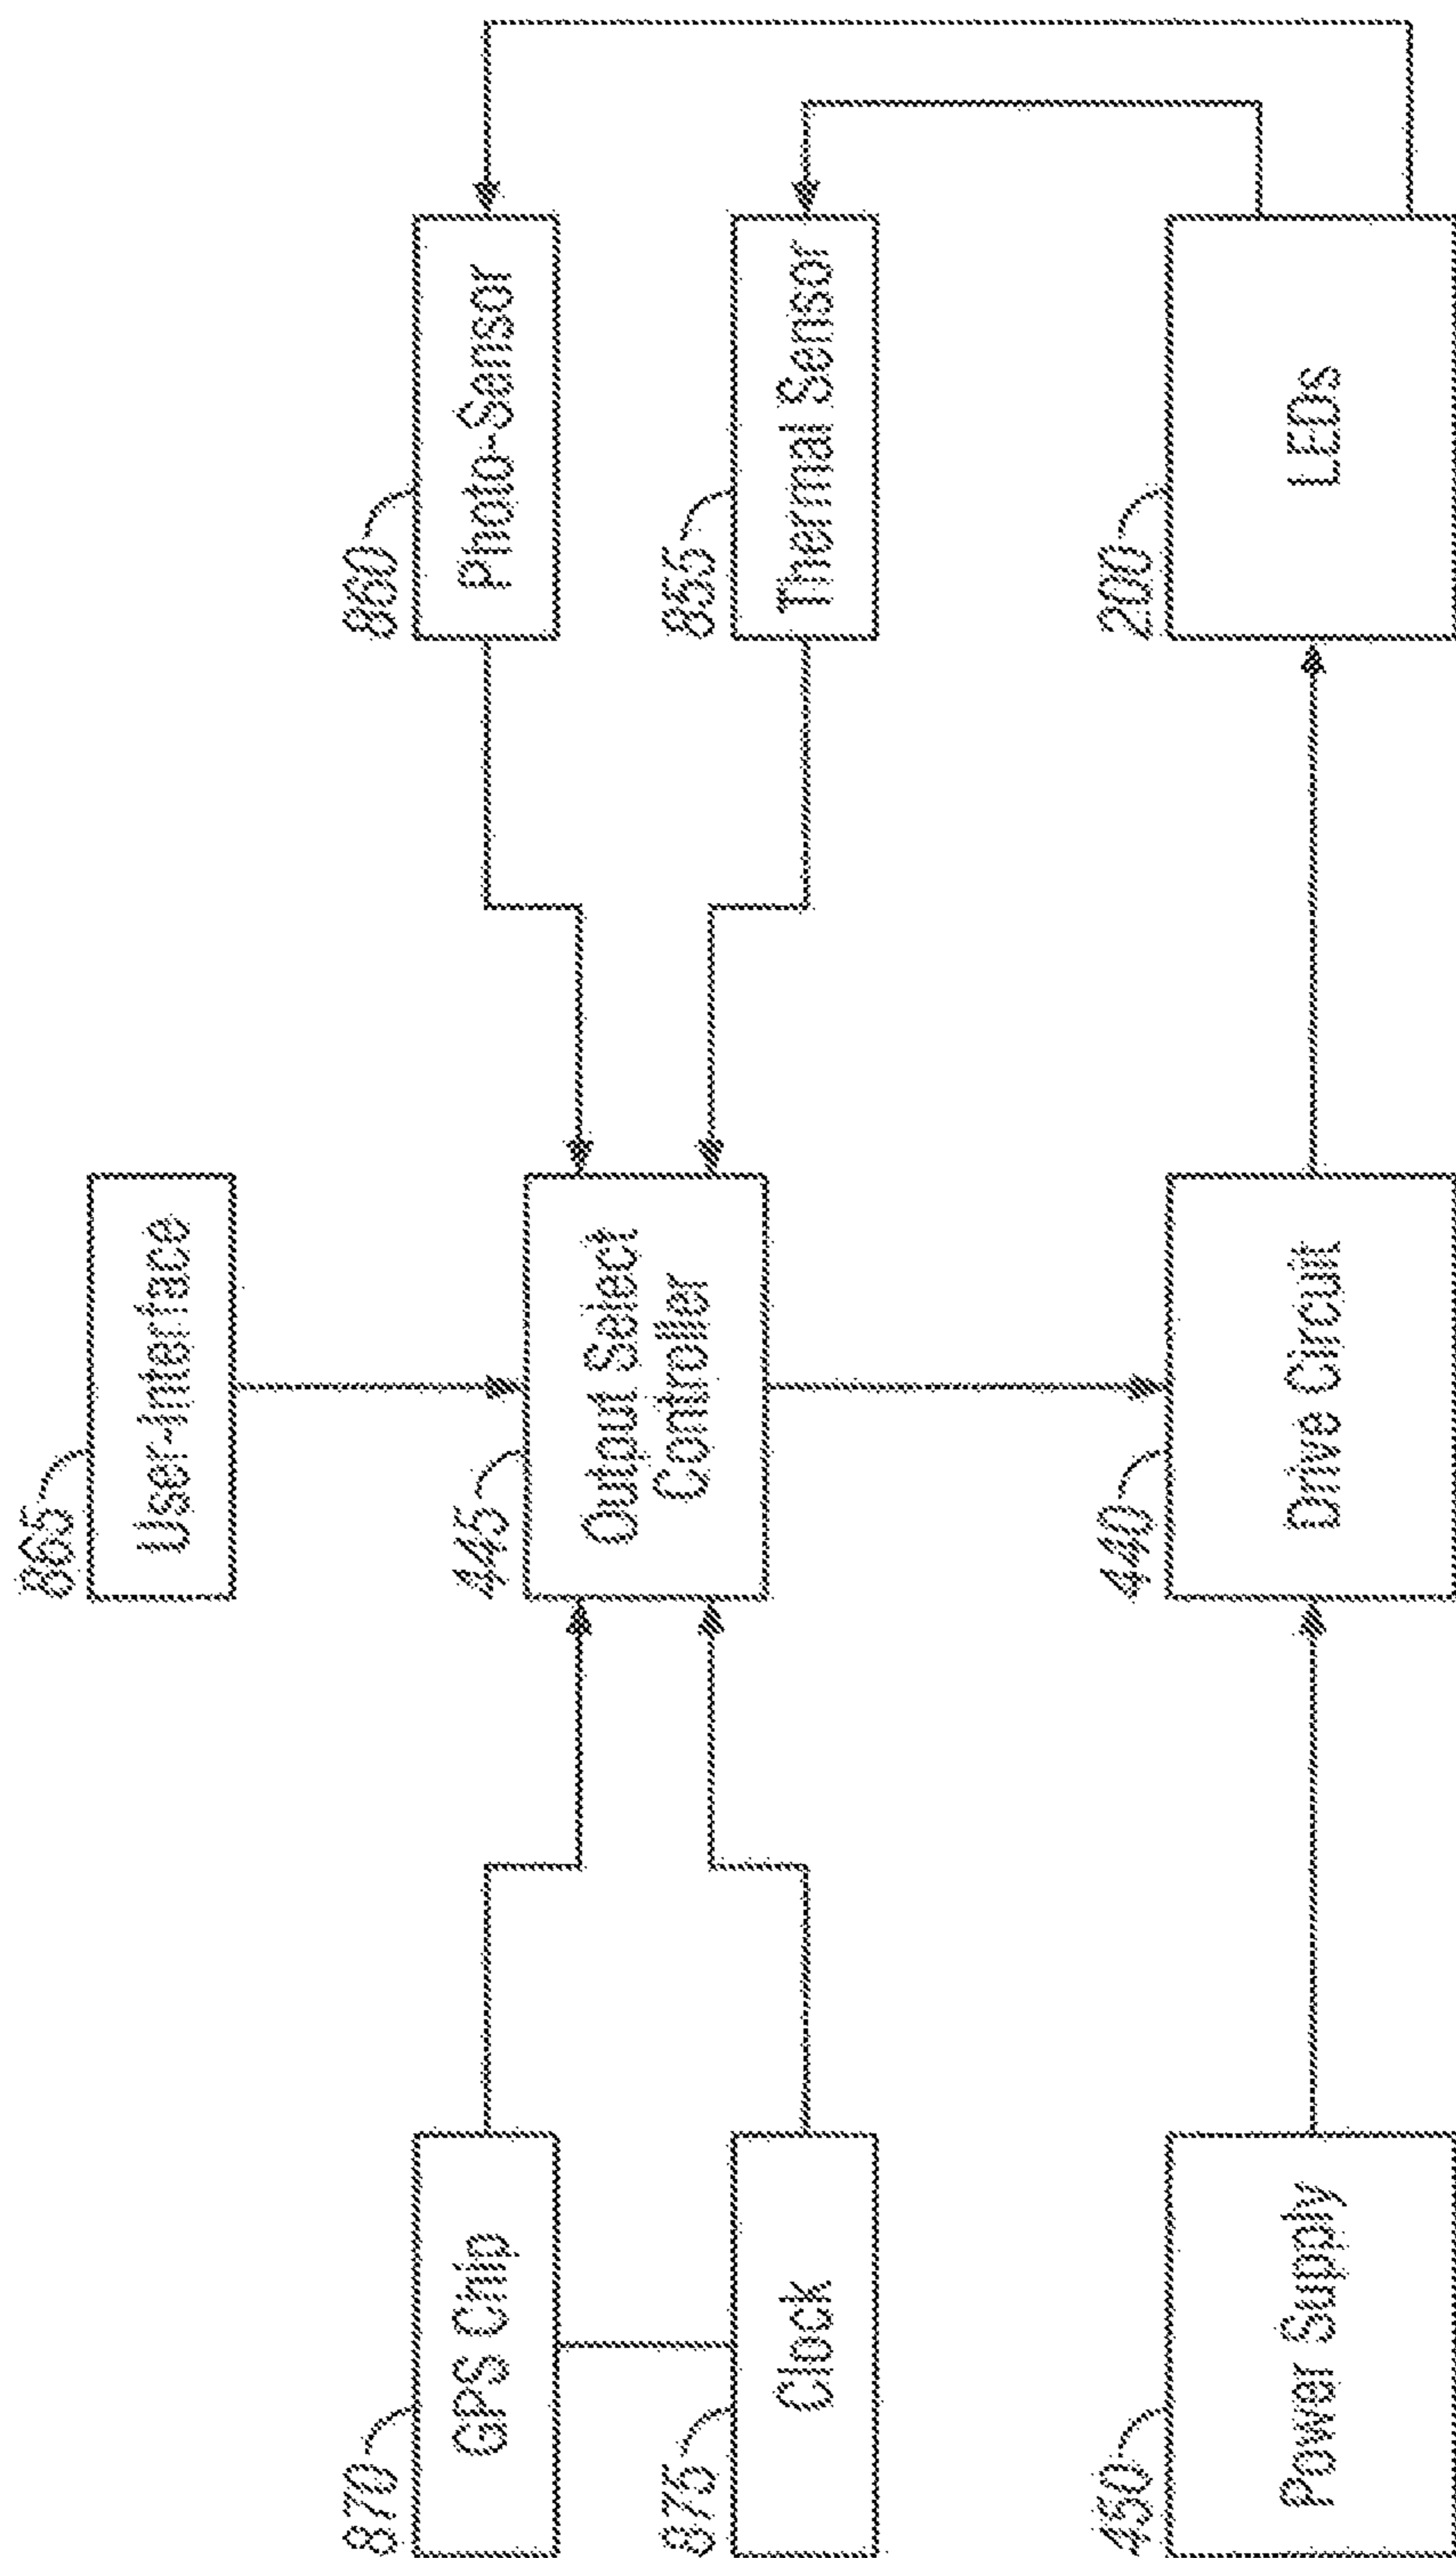 865
User-Interface
870
GPS Chip
445
Output Select
Controller
860
Photo-Sensor
875
Clock
855
Thermal Sensor
450
Power Supply
440
Drive Circuit
200
LEDs